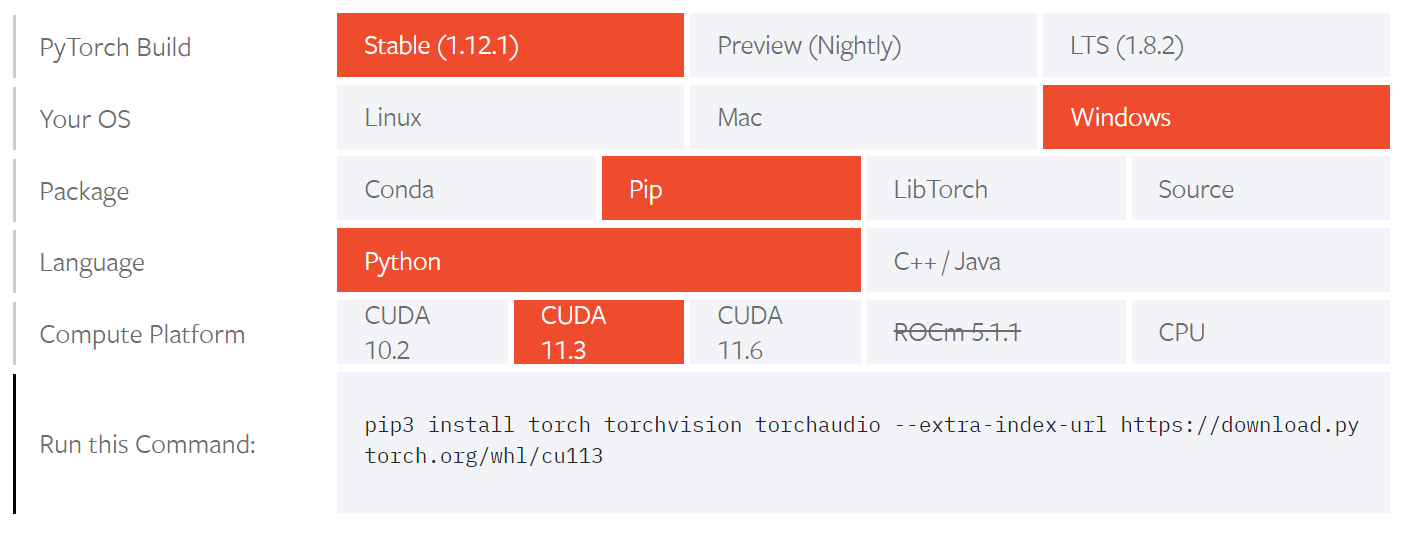 PyTorch Build
Stable (1.12.1)
Preview (Nightly)
LTS (1.8.2)
Your OS
Linux
Mac
Windows
Package
Conda
Pip
LibTorch
Source
Language
Python
C++ / Java
Compute Platform
CUDA
10.2
CUDA
11.3
CUDA
11.6
ROCm 5.1.1
CPU
Run this Command:
pip3 install torch torchvision torchaudio --extra-index-url https://download.py
torch.org/whl/cu113